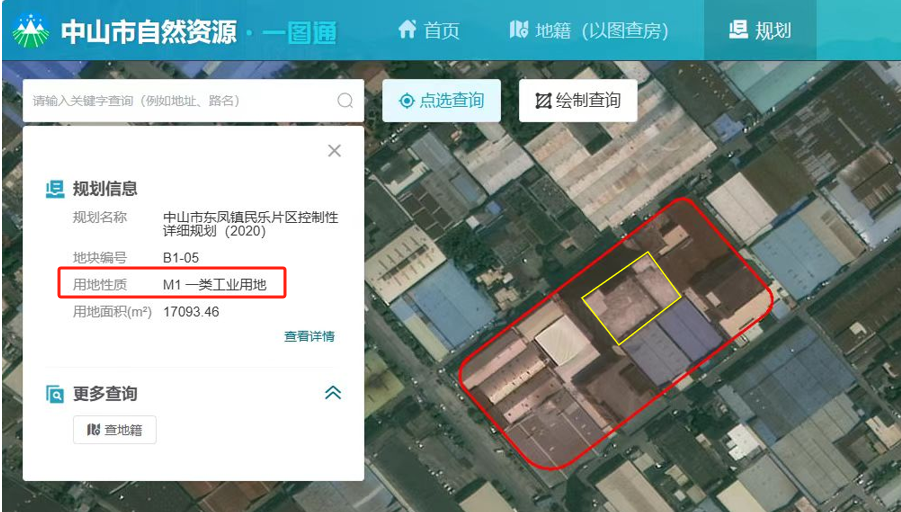 中山市自然资源·一图通
首页
地籍（以图查房）
规划
请输入关键字查询（例如地址、路名）
点选查询
绘制查询
规划信息
规划名称 中山市东凤镇民乐片区控制性
详细规划（2020）
地块编号 B1-05
用地性质 M1 一类工业用地
用地面积(m²) 17093.46
查看详情
更多查询
查地籍